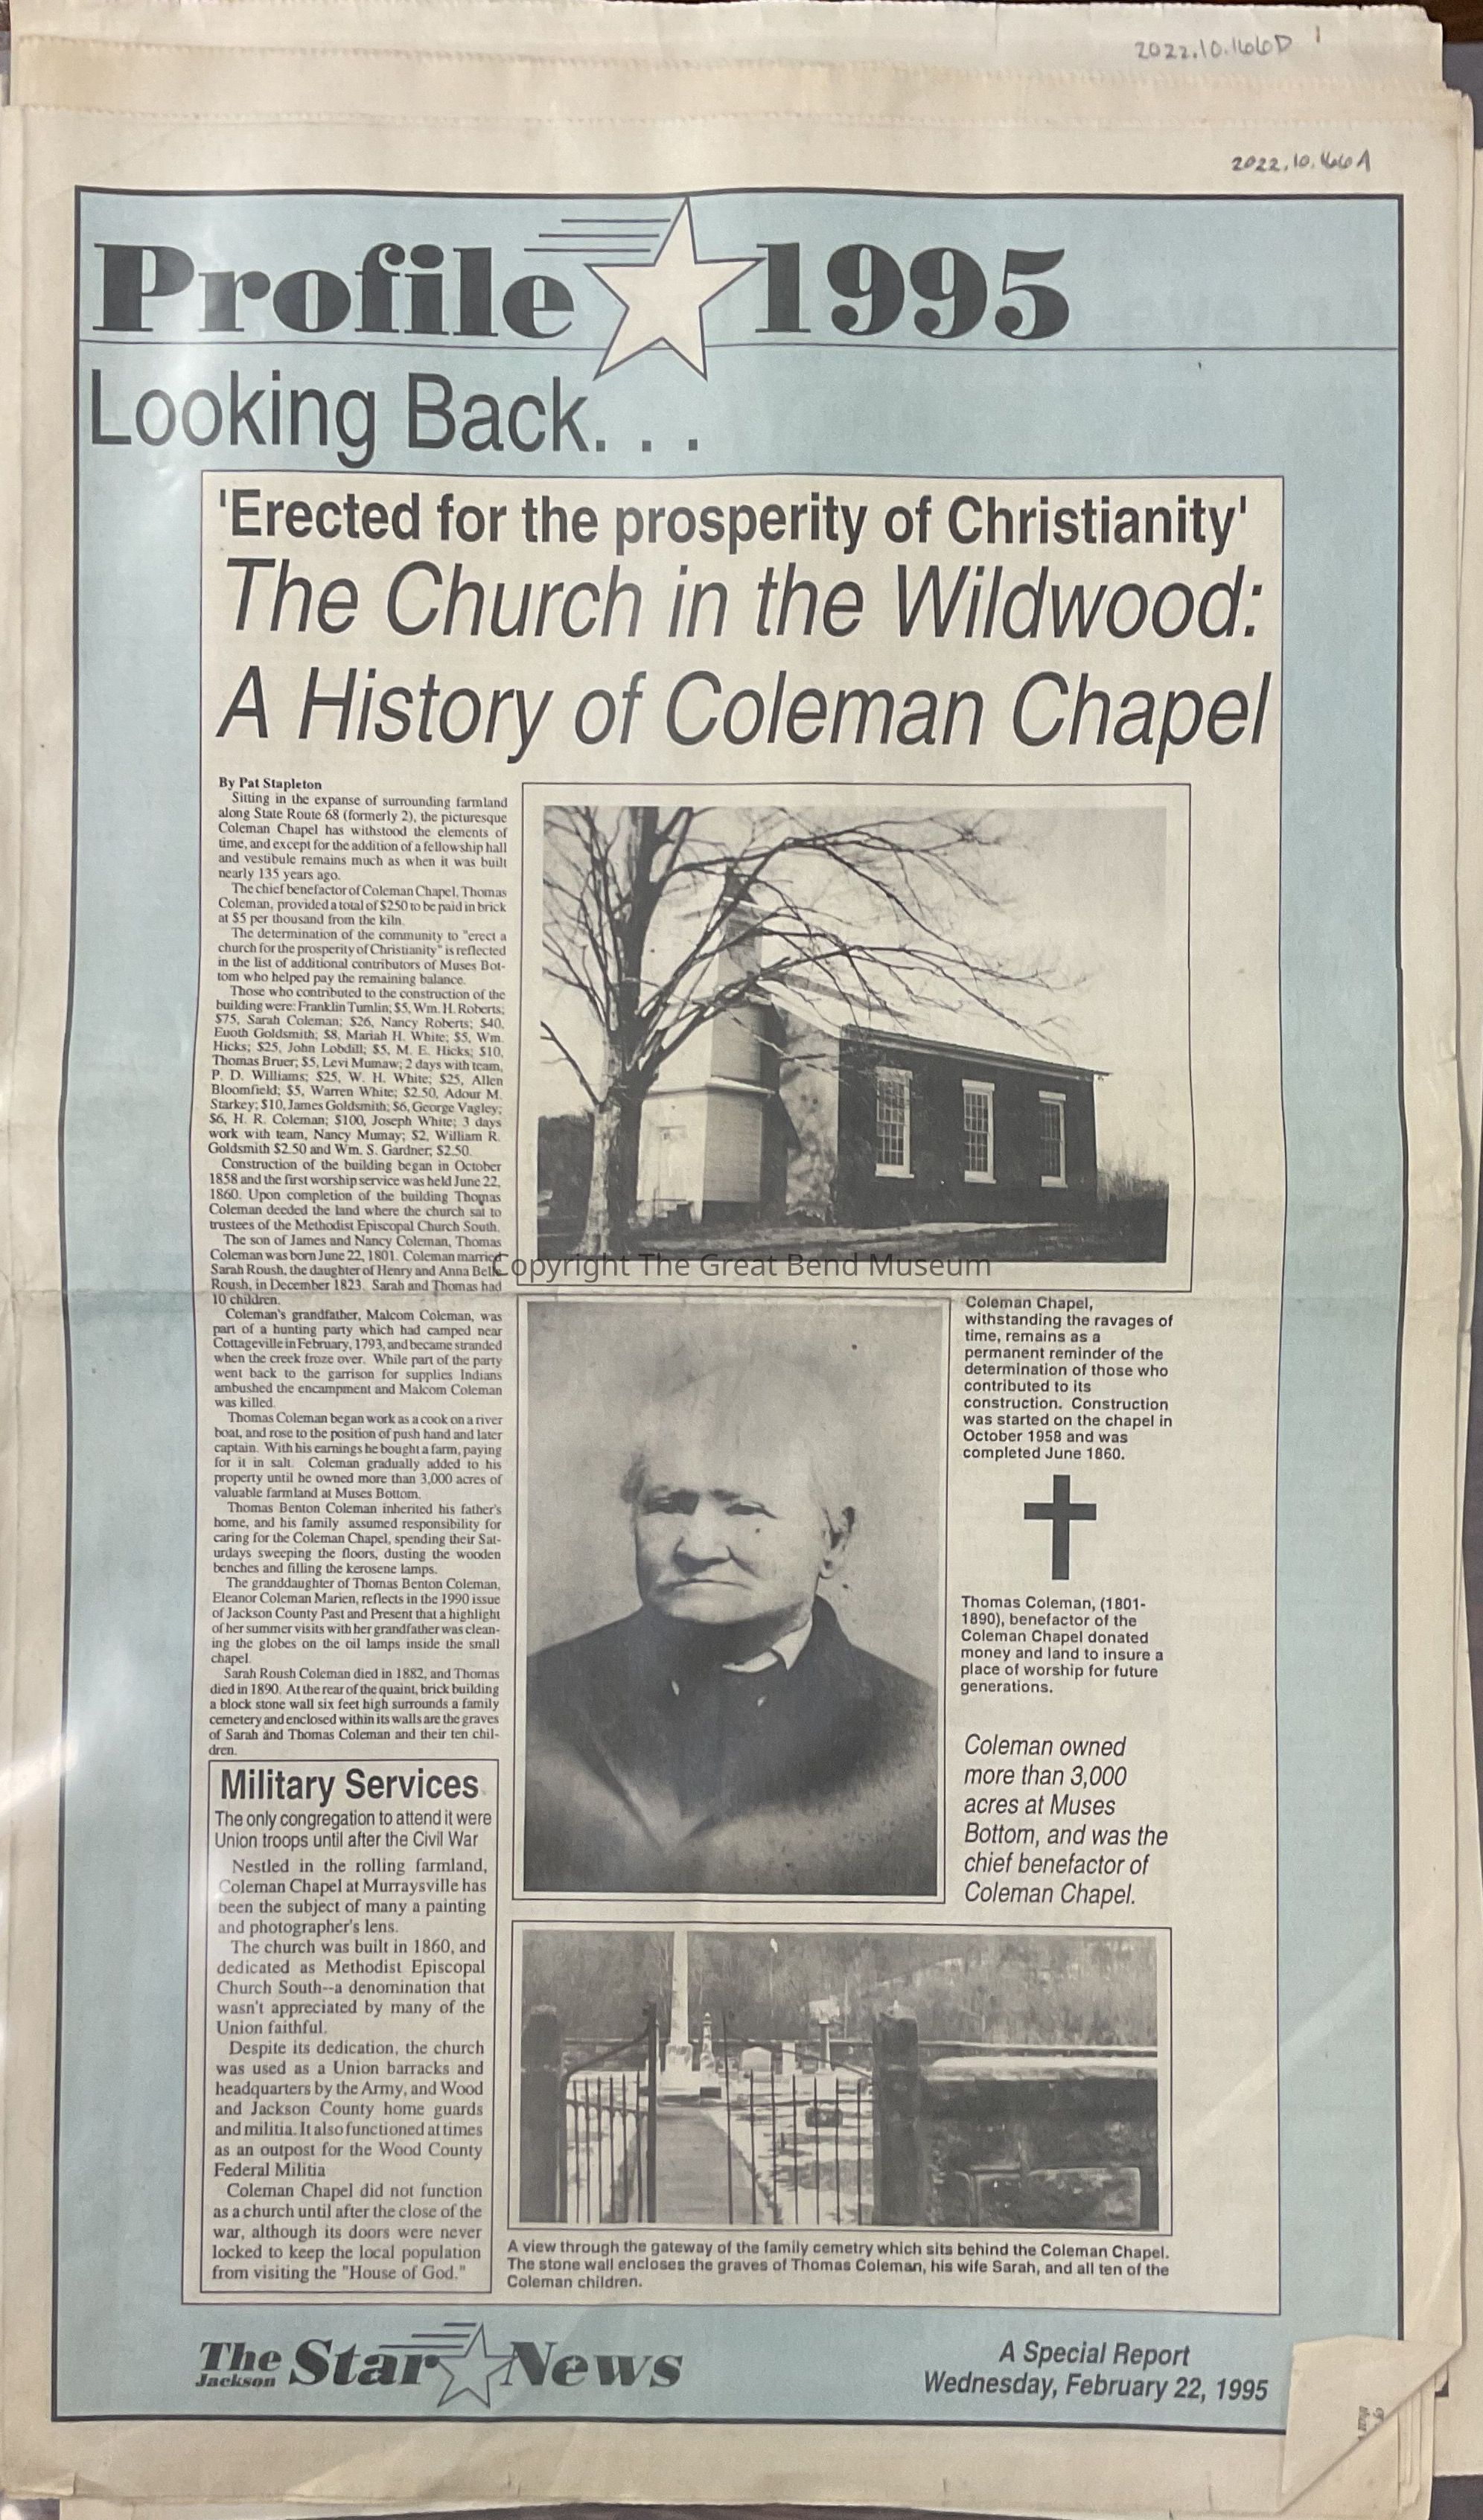 2022.10.166D
2022.10.166A
Profile 1995
Looking Back. . .
'Erected for the prosperity of Christianity'
The Church in the Wildwood:
A History of Coleman Chapel
By Pat Stapleton
Sitting in the expanse of surrounding farmland
along State Route 68 (formerly 2), the picturesque
Coleman Chapel has withstood the elements of
time, and except for the addition of a fellowship hall
and vestibule remains much as when it was built
nearly 135 years ago.
The chief benefactor of Coleman Chapel, Thomas
Coleman, provided a total of $250 to be paid in brick
at $5 per thousand from the kiln.
The determination of the community to "erect a
church for the prosperity of Christianity" is reflected
in the list of additional contributors of Muses Bot-
tom who helped pay the remaining balance.
Those who contributed to the construction of the
building were: Franklin Tumlin; $5, Wm. H. Roberts;
$75, Sarah Coleman; $26, Nancy Roberts; $40,
Euoth Goldsmith; $8, Mariah H. White; $5, Wm.
Hicks; $25, John Lobdill; $5, M. E. Hicks; $10,
Thomas Bruer; $5, Levi Mumaw; 2 days with team,
P. D. Williams; $25, W. H. White; $25, Allen
Bloomfield; $5, Warren White; $2.50, Adour M.
Starkey; $10, James Goldsmith; $6, George Vagley;
$6, H. R. Coleman; $100, Joseph White; 3 days
work with team, Nancy Mumay; $2, William R.
Goldsmith $2.50 and Wm. S. Gardner; $2.50.
Construction of the building began in October
1858 and the first worship service was held June 22,
1860. Upon completion of the building Thomas
Coleman deeded the land where the church sat to
trustees of the Methodist Episcopal Church South.
The son of James and Nancy Coleman, Thomas
Coleman was born June 22, 1801. Coleman married
Sarah Roush, the daughter of Henry and Anna Belle
Roush, in December 1823. Sarah and Thomas had
10 children.
Coleman's grandfather, Malcom Coleman, was
part of a hunting party which had camped near
Cottageville in February, 1793, and became stranded
when the creek froze over. While part of the party
went back to the garrison for supplies Indians
ambushed the encampment and Malcom Coleman
was killed.
Thomas Coleman began work as a cook on a river
boat, and rose to the position of push hand and later
captain. With his earnings he bought a farm, paying
for it in salt. Coleman gradually added to his
property until he owned more than 3,000 acres of
valuable farmland at Muses Bottom.
Thomas Benton Coleman inherited his father's
home, and his family assumed responsibility for
caring for the Coleman Chapel, spending their Sat-
urdays sweeping the floors, dusting the wooden
benches and filling the kerosene lamps.
The granddaughter of Thomas Benton Coleman,
Eleanor Coleman Marien, reflects in the 1990 issue
of Jackson County Past and Present that a highlight
of her summer visits with her grandfather was clean-
ing the globes on the oil lamps inside the small
chapel.
Sarah Roush Coleman died in 1882, and Thomas
died in 1890. At the rear of the quaint, brick building
a block stone wall six feet high surrounds a family
cemetery and enclosed within its walls are the graves
of Sarah and Thomas Coleman and their ten chil-
dren.
Military Services
The only congregation to attend it were
Union troops until after the Civil War
Nestled in the rolling farmland,
Coleman Chapel at Murraysville has
been the subject of many a painting
and photographer's lens.
The church was built in 1860, and
dedicated as Methodist Episcopal
Church South--a denomination that
wasn't appreciated by many of the
Union faithful.
Despite its dedication, the church
was used as a Union barracks and
headquarters by the Army, and Wood
and Jackson County home guards
and militia. It also functioned at times
as an outpost for the Wood County
Federal Militia
Coleman Chapel did not function
as a church until after the close of the
war, although its doors were never
locked to keep the local population
from visiting the "House of God."
Copyright The Great Bend Museum
Coleman Chapel,
withstanding the ravages of
time, remains as a
permanent reminder of the
determination of those who
contributed to its
construction. Construction
was started on the chapel in
October 1958 and was
completed June 1860.
Thomas Coleman, (1801-
1890), benefactor of the
Coleman Chapel donated
money and land to insure a
place of worship for future
generations.
Coleman owned
more than 3,000
acres at Muses
Bottom, and was the
chief benefactor of
Coleman Chapel.
A view through the gateway of the family cemetry which sits behind the Coleman Chapel.
The stone wall encloses the graves of Thomas Coleman, his wife Sarah, and all ten of the
Coleman children.
The Jackson Star News
A Special Report
Wednesday, February 22, 1995